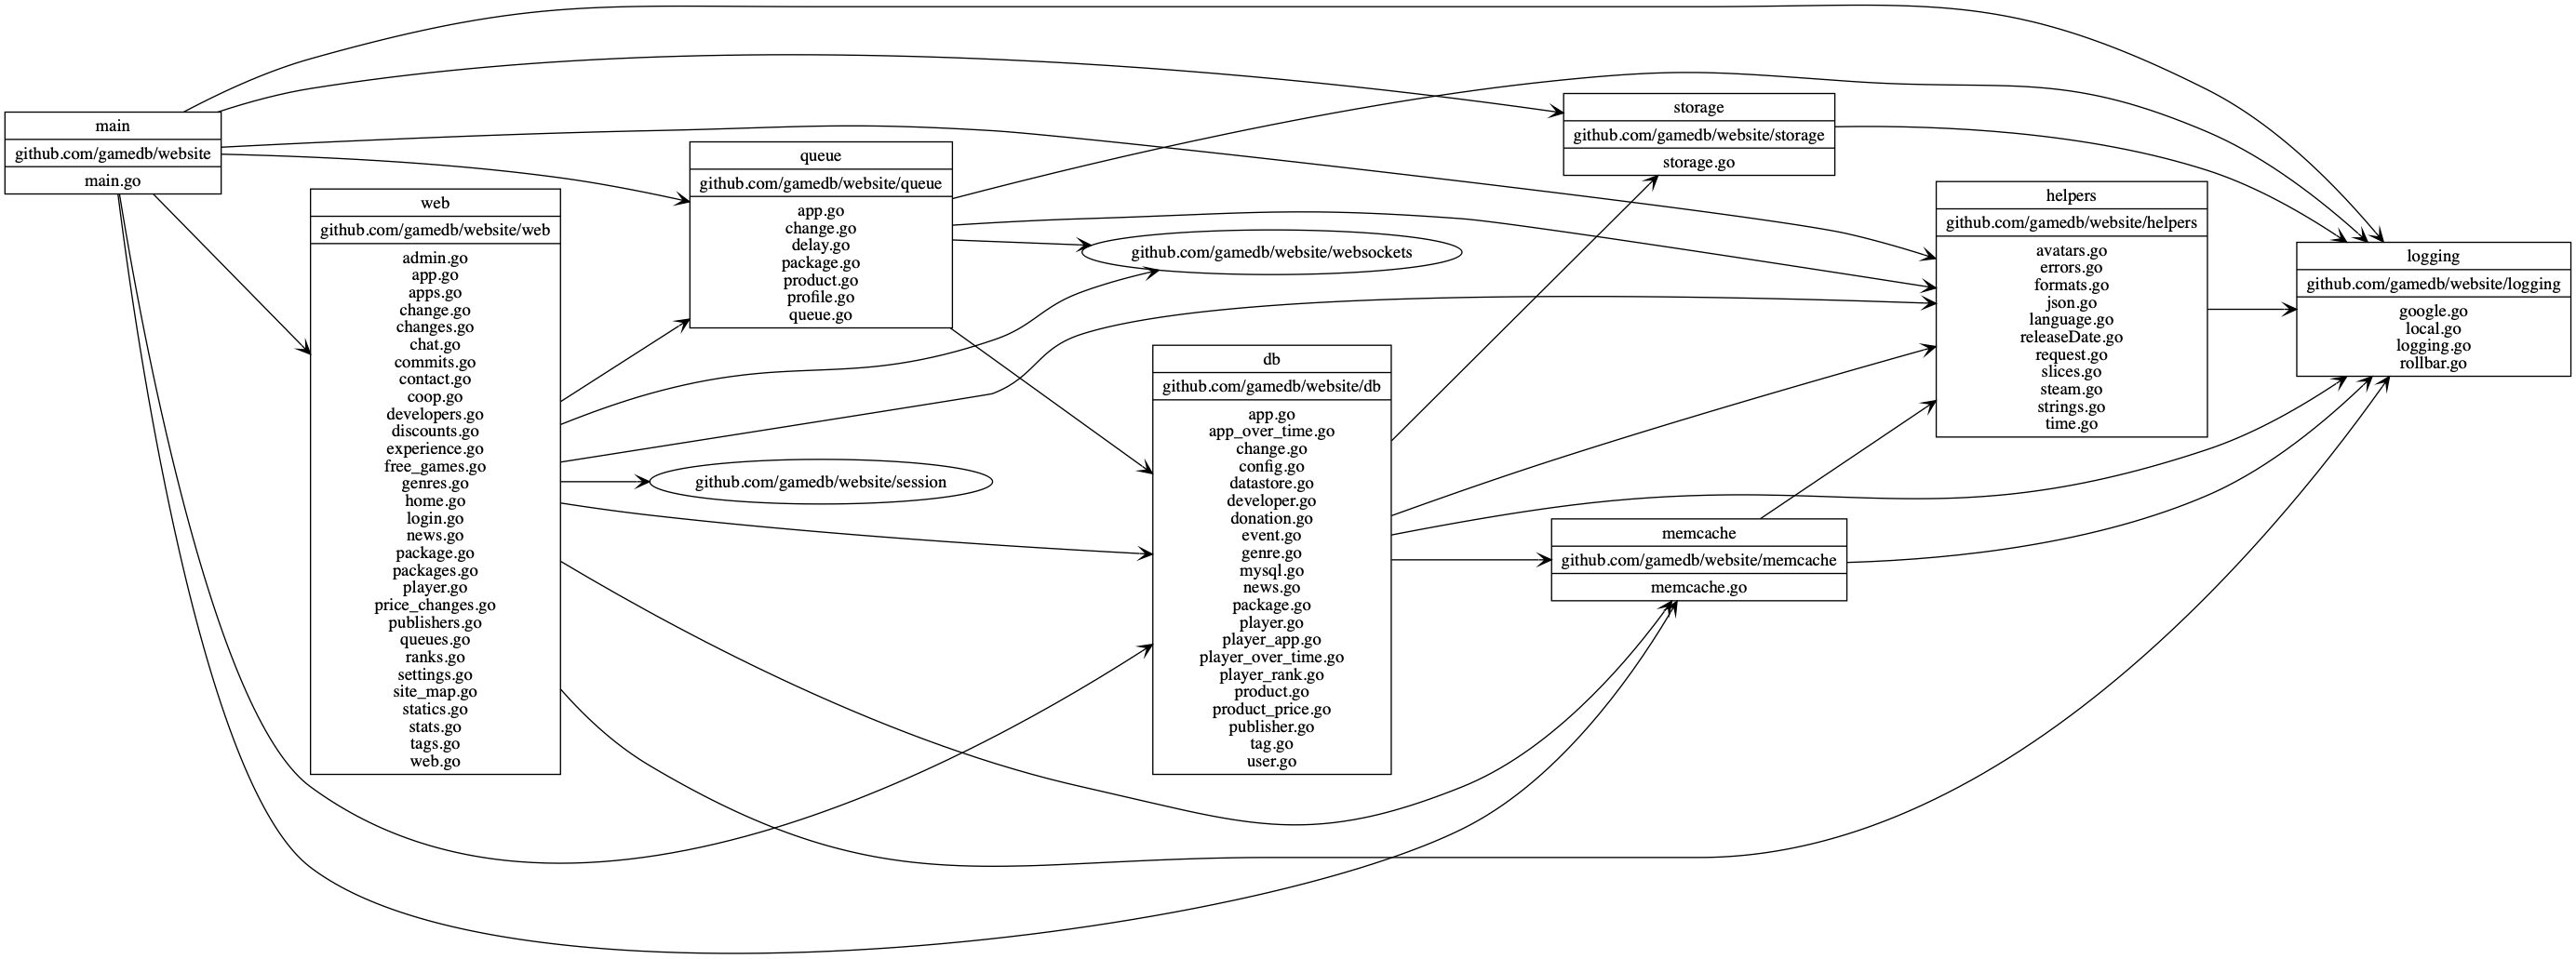 main
github.com/gamedb/website
main.go
web
github.com/gamedb/website/web
admin.go
app.go
apps.go
change.go
changes.go
chat.go
commits.go
contact.go
coop.go
developers.go
discounts.go
experience.go
free_games.go
genres.go
home.go
login.go
news.go
package.go
packages.go
player.go
price_changes.go
publishers.go
queues.go
ranks.go
settings.go
site_map.go
statics.go
stats.go
tags.go
web.go
queue
github.com/gamedb/website/queue
app.go
change.go
delay.go
package.go
product.go
profile.go
queue.go
github.com/gamedb/website/websockets
github.com/gamedb/website/session
db
github.com/gamedb/website/db
app.go
app_over_time.go
change.go
config.go
datastore.go
developer.go
donation.go
event.go
genre.go
mysql.go
news.go
package.go
player.go
player_app.go
player_over_time.go
player_rank.go
product.go
product_price.go
publisher.go
tag.go
user.go
storage
github.com/gamedb/website/storage
storage.go
memcache
github.com/gamedb/website/memcache
memcache.go
helpers
github.com/gamedb/website/helpers
avatars.go
errors.go
formats.go
json.go
language.go
releaseDate.go
request.go
slices.go
steam.go
strings.go
time.go
logging
github.com/gamedb/website/logging
google.go
local.go
logging.go
rollbar.go